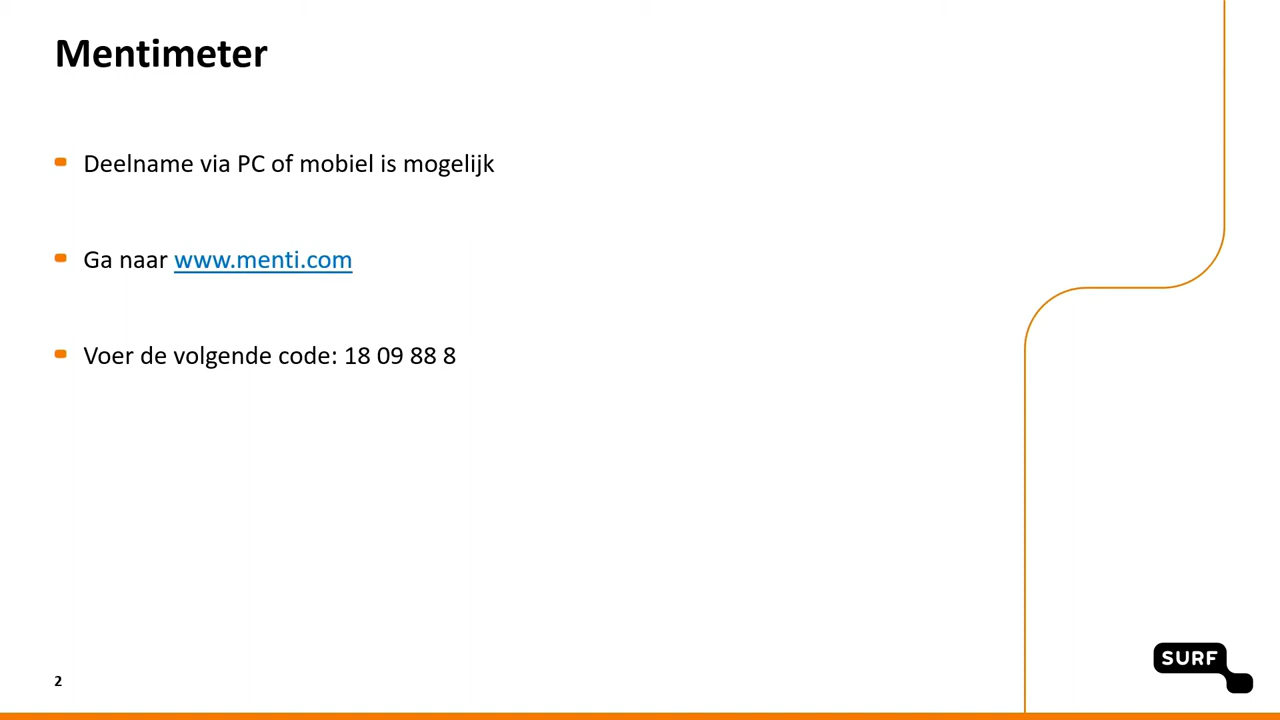 Mentimeter
Deelname via PC of mobiel is mogelijk
Ga naar www.menti.com
Voer de volgende code: 18 09 88 8
SURF
2